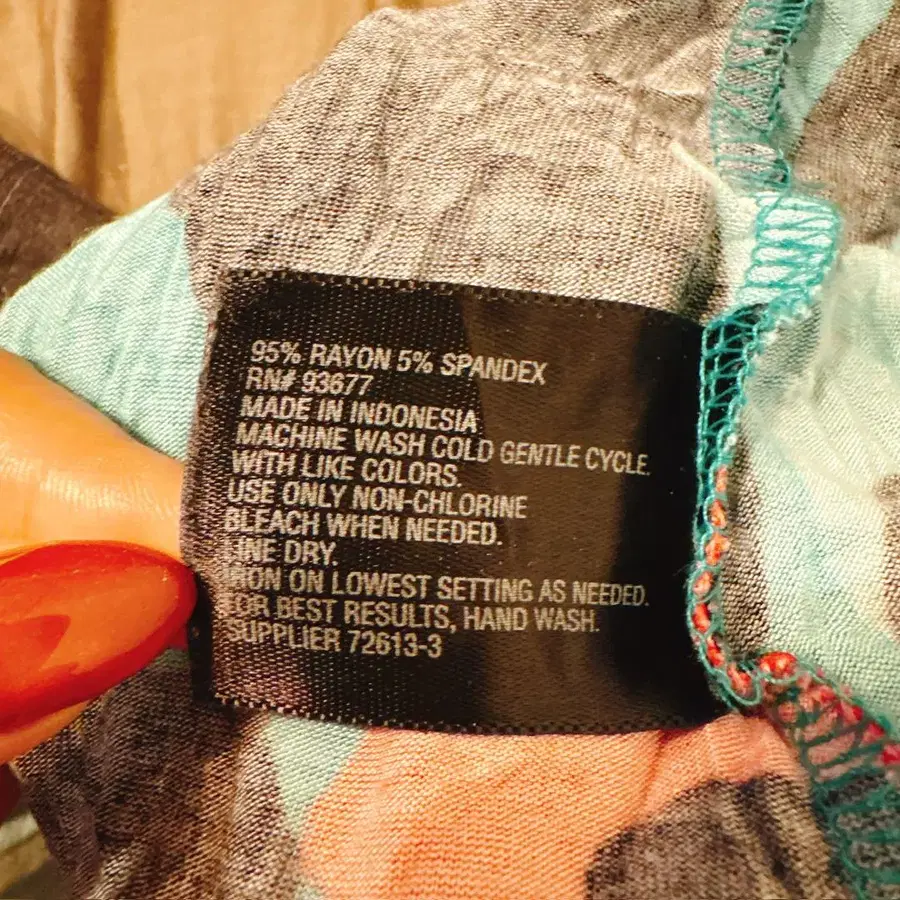 95% RAYON 5% SPANDEX
RN# 93677
MADE IN INDONESIA
MACHINE WASH COLD GENTLE CYCLE.
WITH LIKE COLORS.
USE ONLY NON-CHLORINE
BLEACH WHEN NEEDED.
LINE DRY.
IRON ON LOWEST SETTING AS NEEDED.
FOR BEST RESULTS, HAND WASH.
SUPPLIER 72613-3